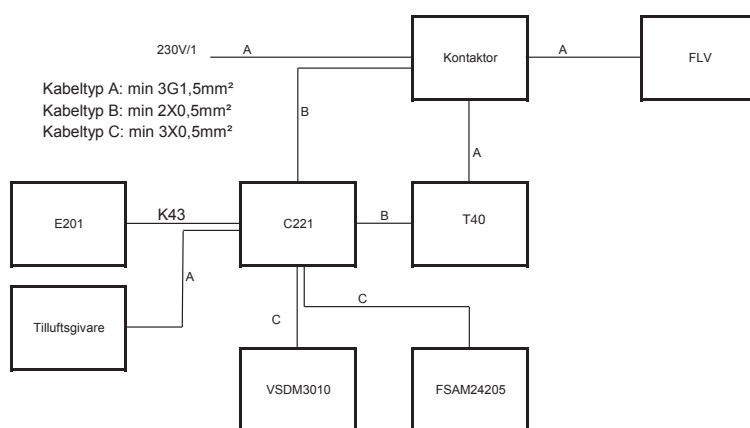 230V/1
A
Kontaktor
A
FLV
Kabeltyp A: min 3G1,5mm²
Kabeltyp B: min 2X0,5mm²
Kabeltyp C: min 3X0,5mm²
B
A
E201
K43
C221
B
T40
A
Tilluftsgivare
C
C
VSDM3010
FSAM24205